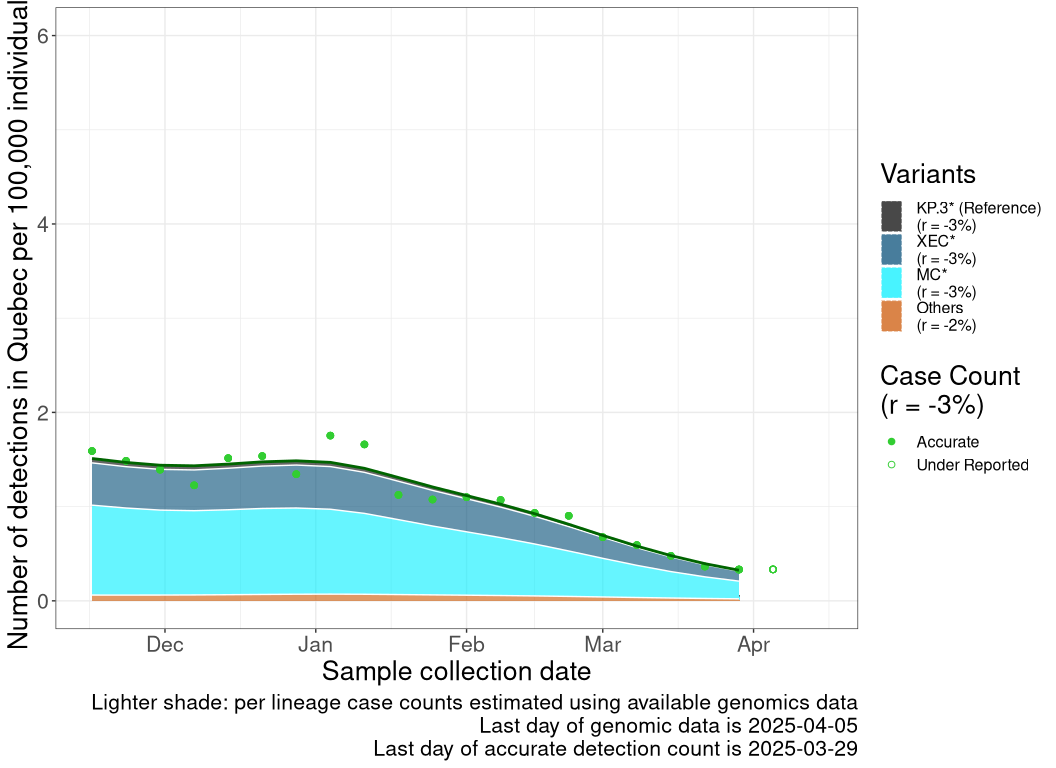 Number of detections in Quebec per 100,000 individual
6
4
2
0
Dec Jan Feb Mar Apr
Sample collection date
Lighter shade: per lineage case counts estimated using available genomics data
Last day of genomic data is 2025-04-05
Last day of accurate detection count is 2025-03-29
Variants
KP.3* (Reference)
(r = -3%)
XEC*
(r = -3%)
MC*
(r = -3%)
Others
(r = -2%)
Case Count
(r = -3%)
Accurate
Under Reported